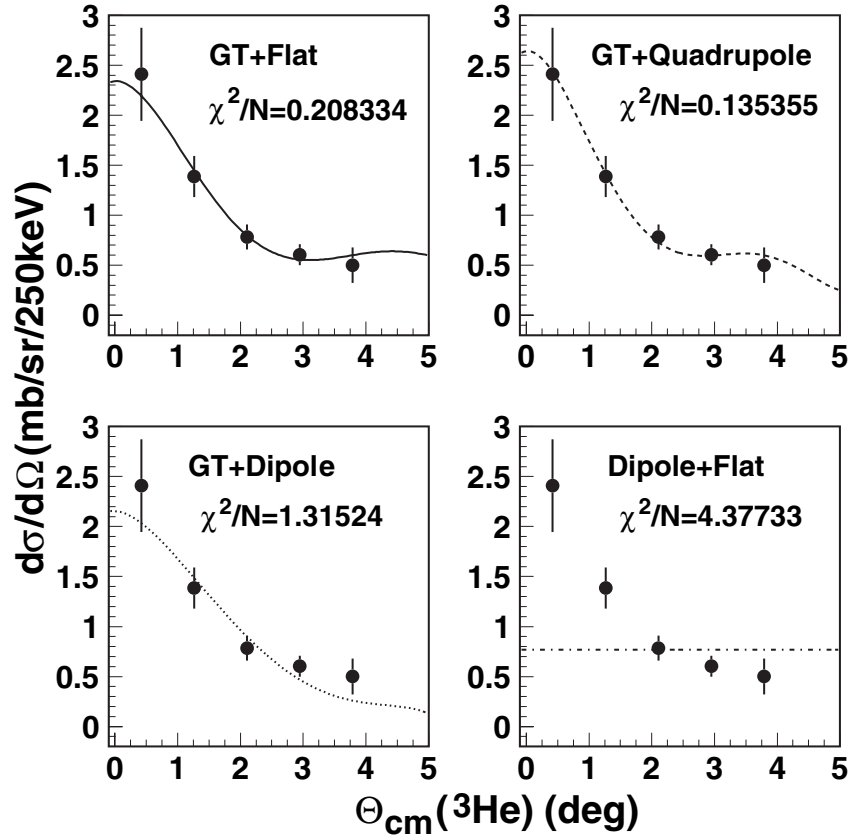 dσ/dΩ(mb/sr/250keV)
3
2.5
2
1.5
1
0.5
0
GT+Flat
χ²/N=0.208334
0 1 2 3 4 5
3
2.5
2
1.5
1
0.5
0
GT+Quadrupole
χ²/N=0.135355
0 1 2 3 4 5
3
2.5
2
1.5
1
0.5
0
GT+Dipole
χ²/N=1.31524
0 1 2 3 4 5
3
2.5
2
1.5
1
0.5
0
Dipole+Flat
χ²/N=4.37733
0 1 2 3 4 5
Θcm(³He) (deg)